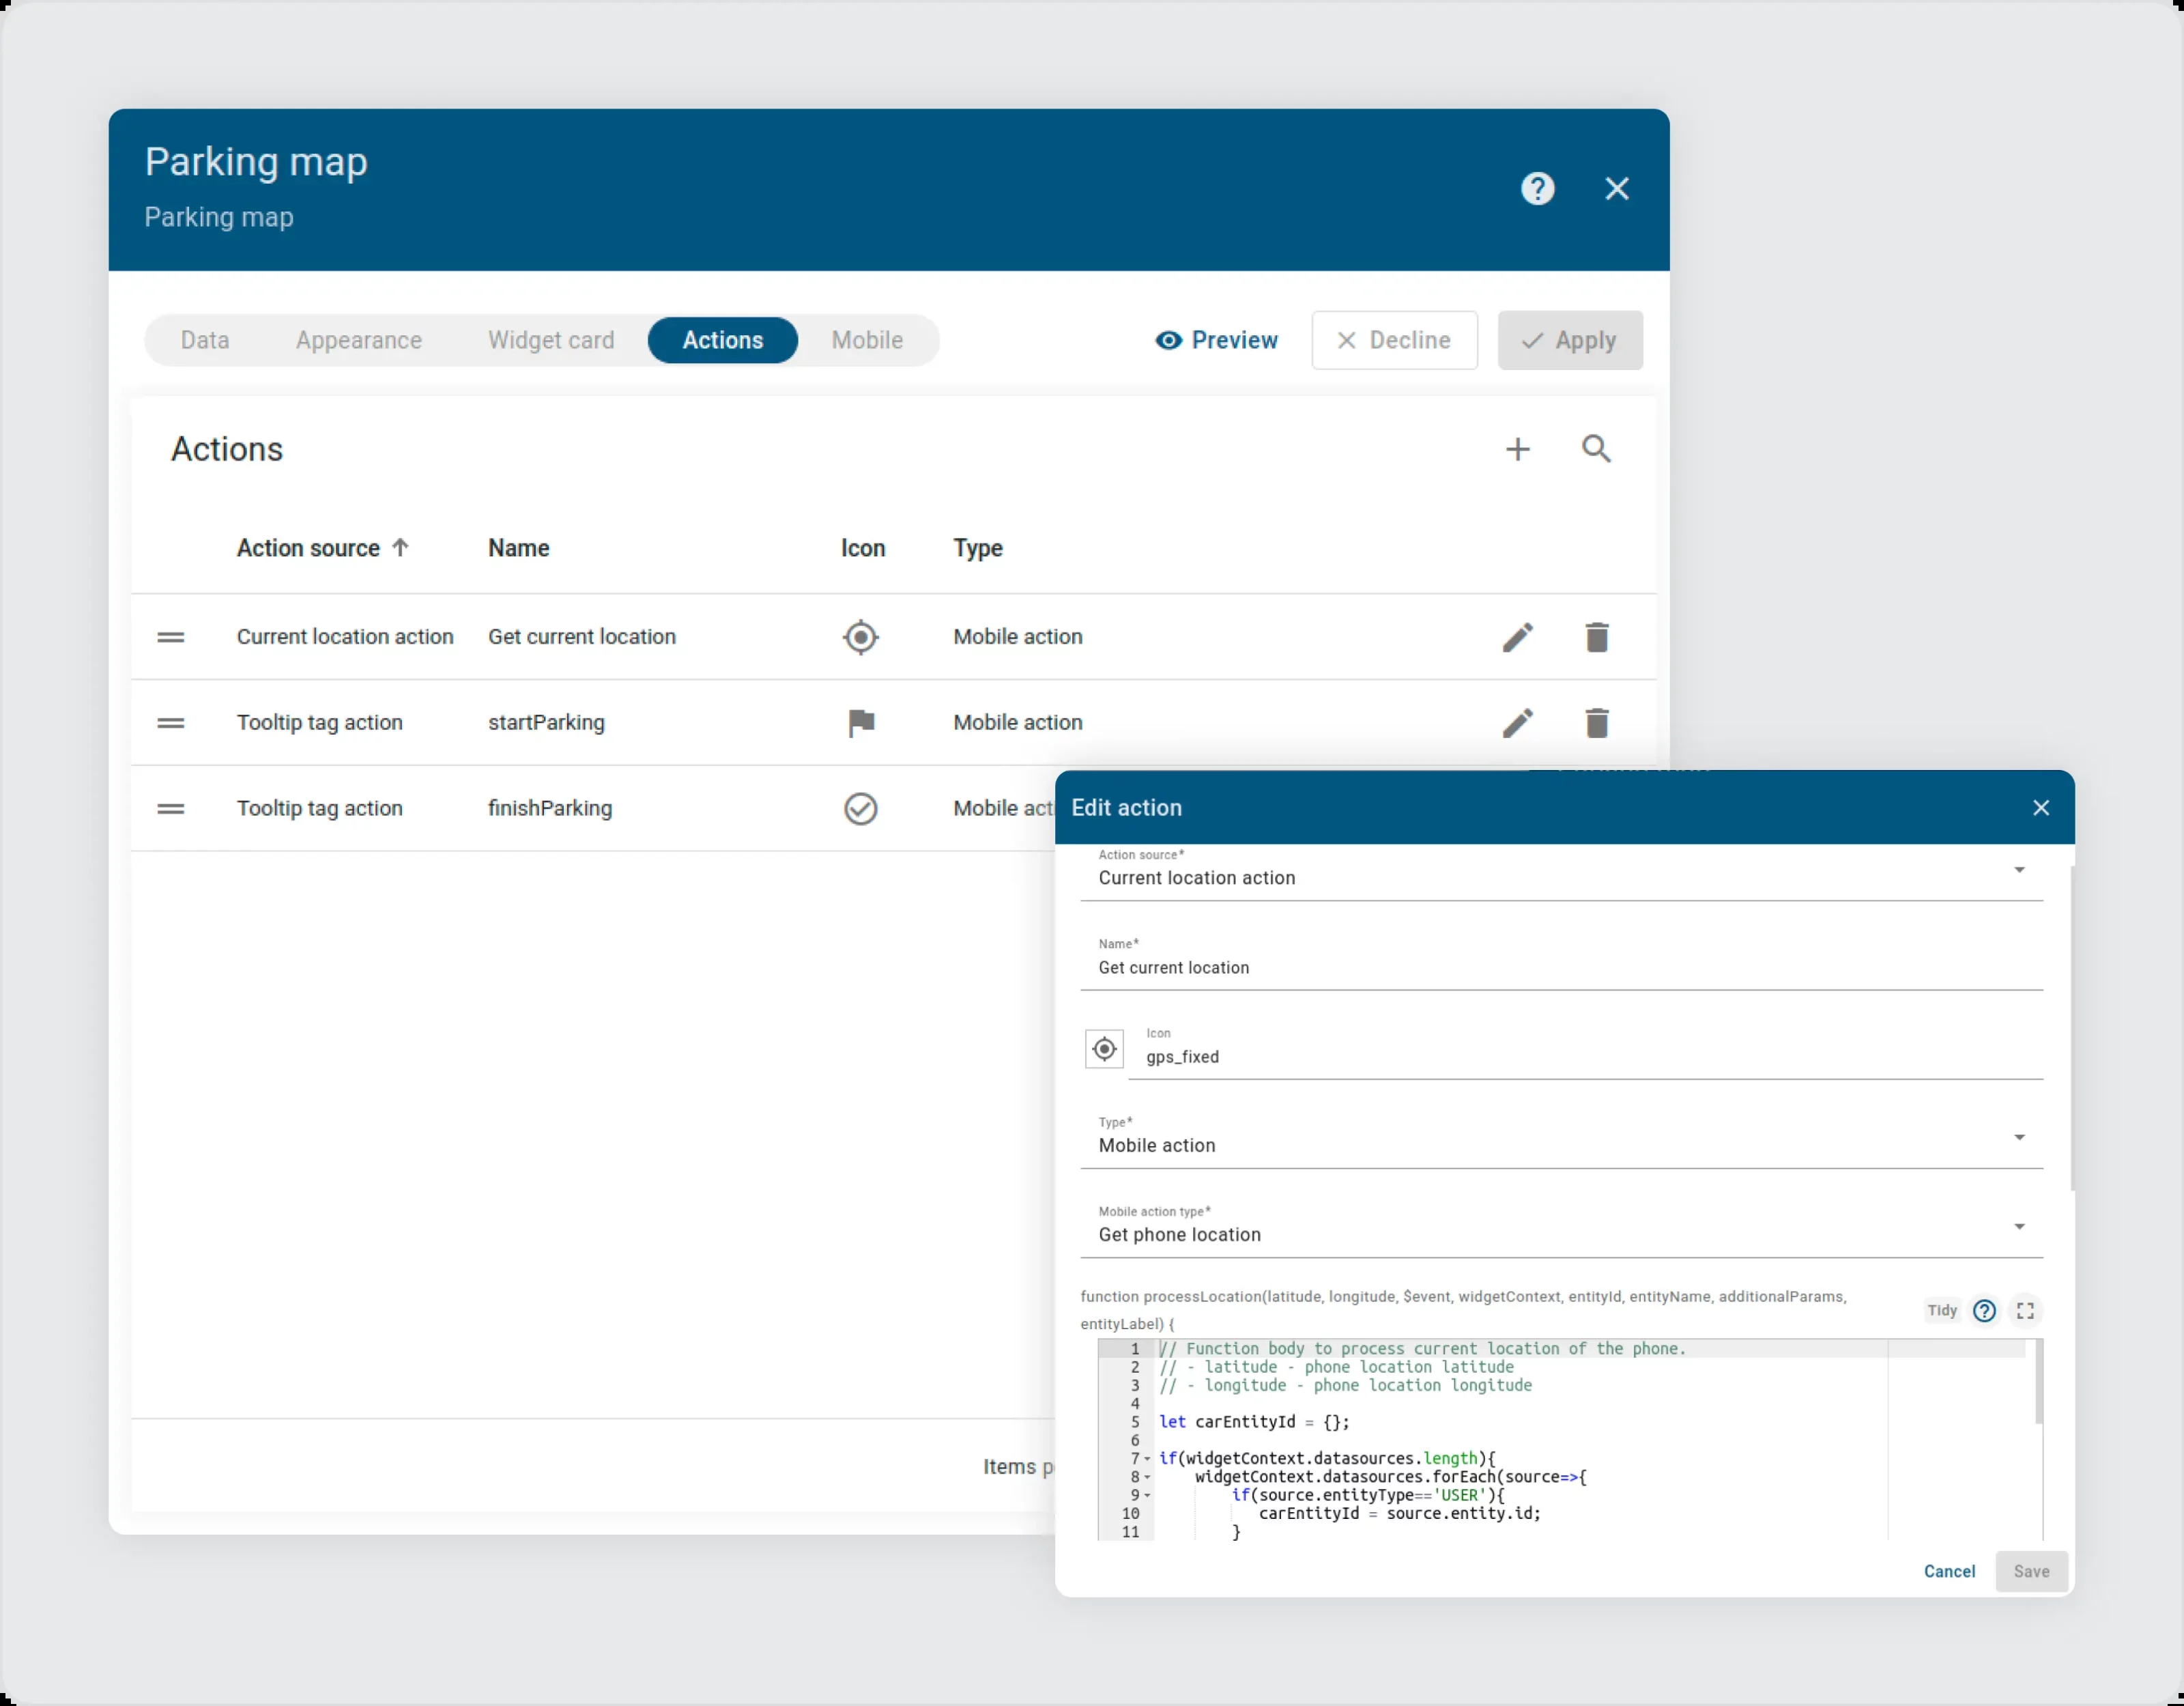 Parking map
Parking map
Data Appearance Widget card Actions Mobile Preview Decline Apply
Actions
Action source Name Icon Type
Current location action Get current location Mobile action
Tooltip tag action startParking Mobile action
Tooltip tag action finishParking Mobile
Items
Edit action
Action source*
Current location action
Name*
Get current location
Icon
gps_fixed
Type*
Mobile action
Mobile action type*
Get phone location
function processLocation(latitude, longitude, $event, widgetContext, entityId, entityName, additionalParams,
entityLabel) {
Tidy
1 // Function body to process current location of the phone.
2 // - latitude - phone location latitude
3 // - longitude - phone location longitude
4
5 let carEntityId = {};
6
7 if(widgetContext.datasources.length){
8 widgetContext.datasources.forEach(source=>{
9 if(source.entityType=='USER'){
10 carEntityId = source.entity.id;
11 }
Cancel Save